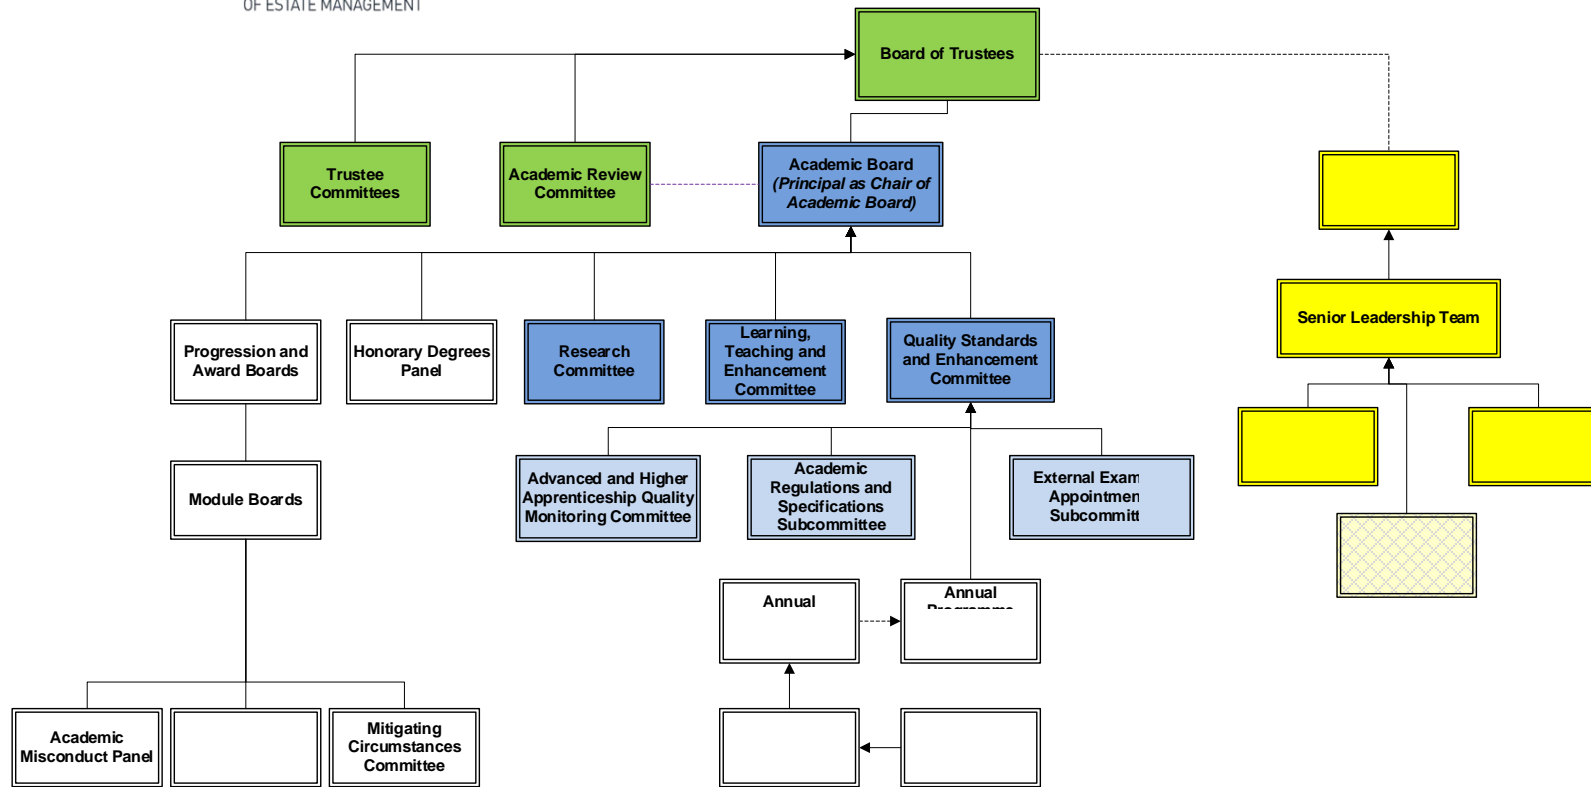 OF ESTATE MANAGEMENT
Board of Trustees
Trustee
Committees
Academic Review
Committee
Academic Board
(Principal as Chair of
Academic Board)
Senior Leadership Team
Progression and
Award Boards
Honorary Degrees
Panel
Research
Committee
Learning,
Teaching and
Enhancement
Committee
Quality Standards
and Enhancement
Committee
Module Boards
Advanced and Higher
Apprenticeship Quality
Monitoring Committee
Academic
Regulations and
Specifications
Subcommittee
External Exam
Appointmen
Subcommitt
Annual
Annual
Programme
Academic
Misconduct Panel
Mitigating
Circumstances
Committee